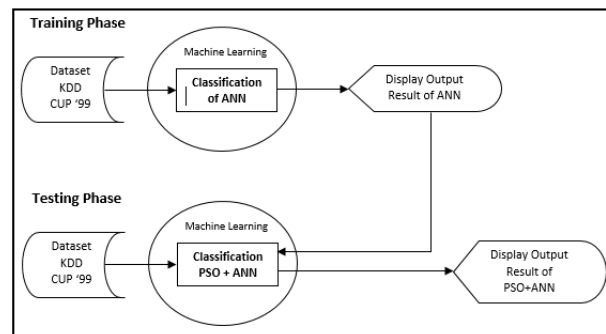 Training Phase
Machine Learning
Dataset
KDD
CUP '99
Classification
of ANN
Display Output
Result of ANN
Testing Phase
Machine Learning
Dataset
KDD
CUP '99
Classification
PSO + ANN
Display Output
Result of
PSO+ANN